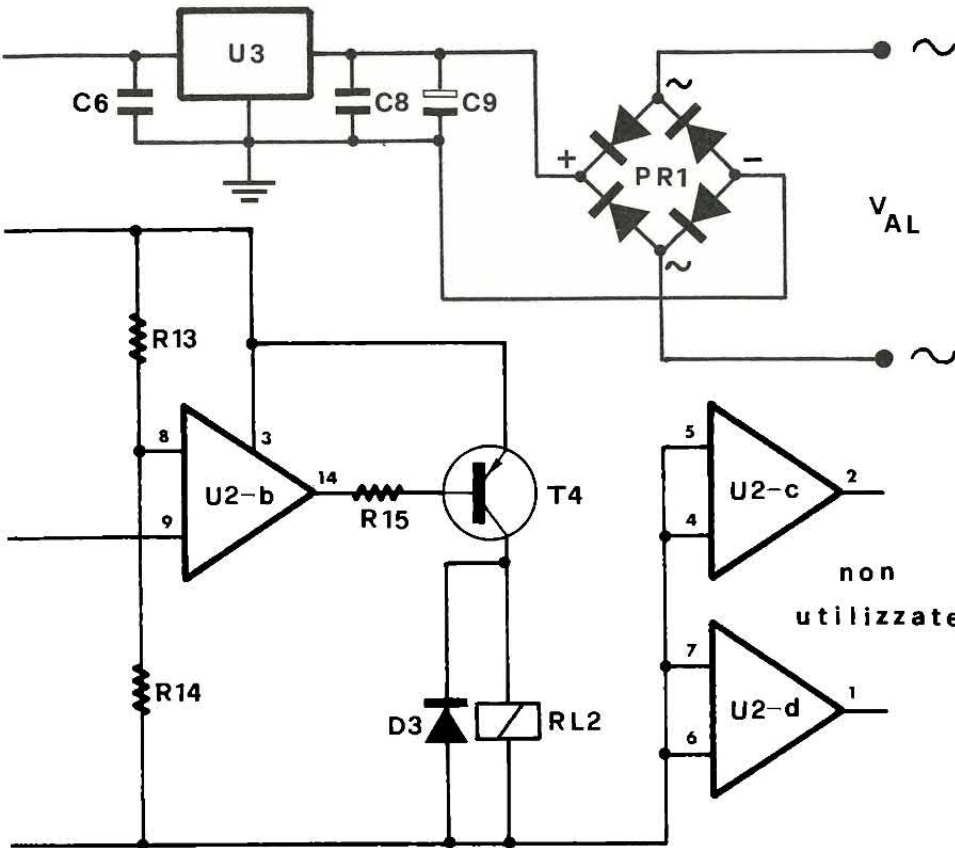 ∼
U3
C6
C8
C9
∼
+
PR1
−
V AL
∼
∼
R13
8
3
U2-b
14
9
R15
T4
5
2
U2-c
4
non
utilizzate
R14
7
1
U2-d
6
D3
RL2